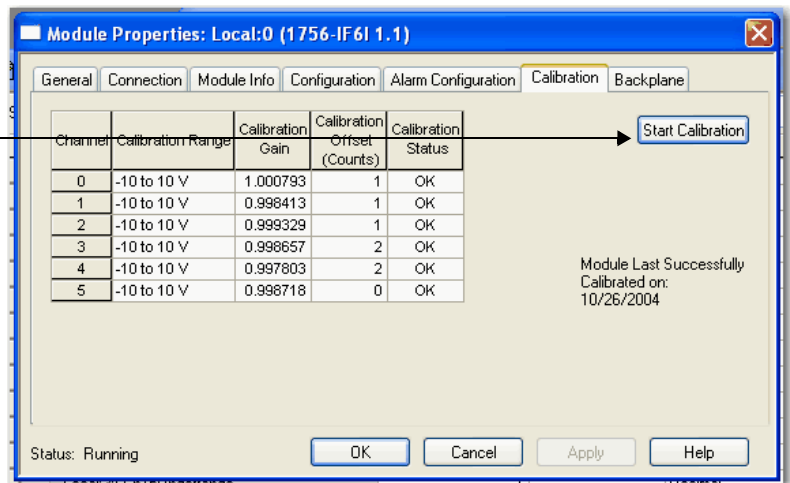 Module Properties: Local:0 (1756-IF6I 1.1)
General Connection Module Info Configuration Alarm Configuration Calibration Backplane
Channel Calibration Range Calibration Gain Calibration Offset (Counts) Calibration Status
0 -10 to 10 V 1.000793 1 OK
1 -10 to 10 V 0.998413 1 OK
2 -10 to 10 V 0.999329 1 OK
3 -10 to 10 V 0.998657 2 OK
4 -10 to 10 V 0.997803 2 OK
5 -10 to 10 V 0.998718 0 OK
Start Calibration
Module Last Successfully
Calibrated on:
10/26/2004
Status: Running
OK Cancel Apply Help